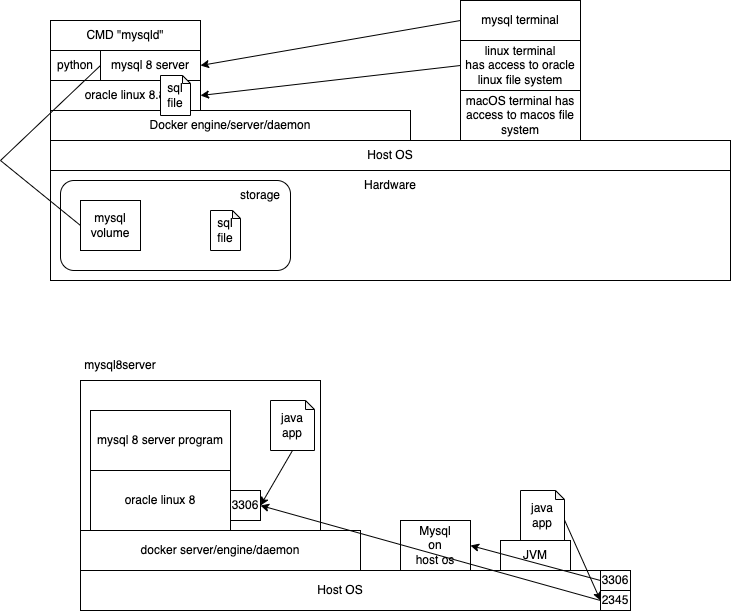 mysql terminal
CMD "mysqld"
python
mysql 8 server
linux terminal
has access to oracle
linux file system
oracle linux 8.
sql
file
macOS terminal has
access to macos file
system
Docker engine/server/daemon
Host OS
Hardware
storage
mysql
volume
sql
file
mysql8server
java
app
mysql 8 server program
oracle linux 8
3306
java
app
Mysql
on
host os
docker server/engine/daemon
JVM
Host OS
3306
2345